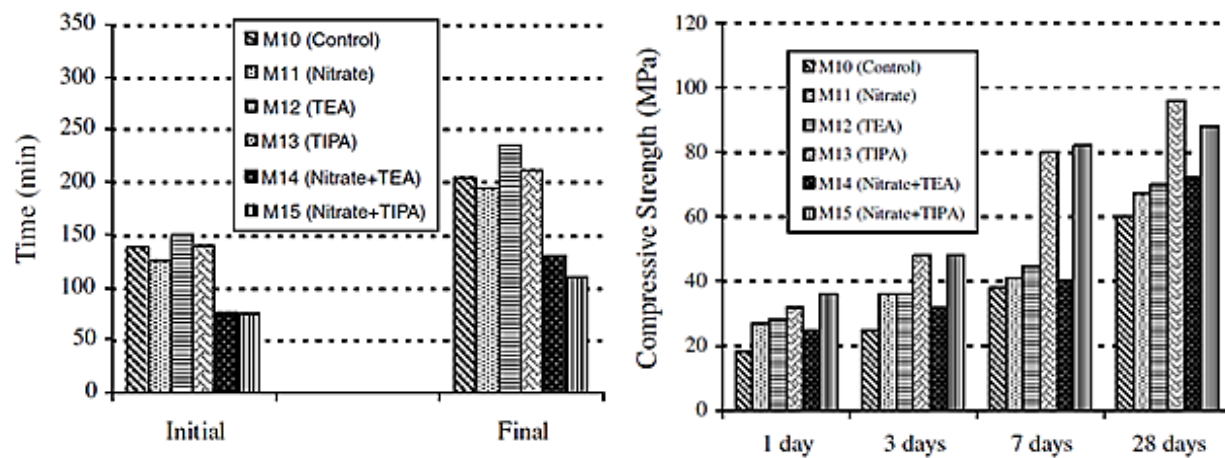 Time (min)
350
300
250
200
150
100
50
0
M10 (Control)
M11 (Nitrate)
M12 (TEA)
M13 (TIPA)
M14 (Nitrate+TEA)
M15 (Nitrate+TIPA)
Initial
Final
Compressive Strength (MPa)
120
100
80
60
40
20
0
M10 (Control)
M11 (Nitrate)
M12 (TEA)
M13 (TIPA)
M14 (Nitrate+TEA)
M15 (Nitrate+TIPA)
1 day
3 days
7 days
28 days